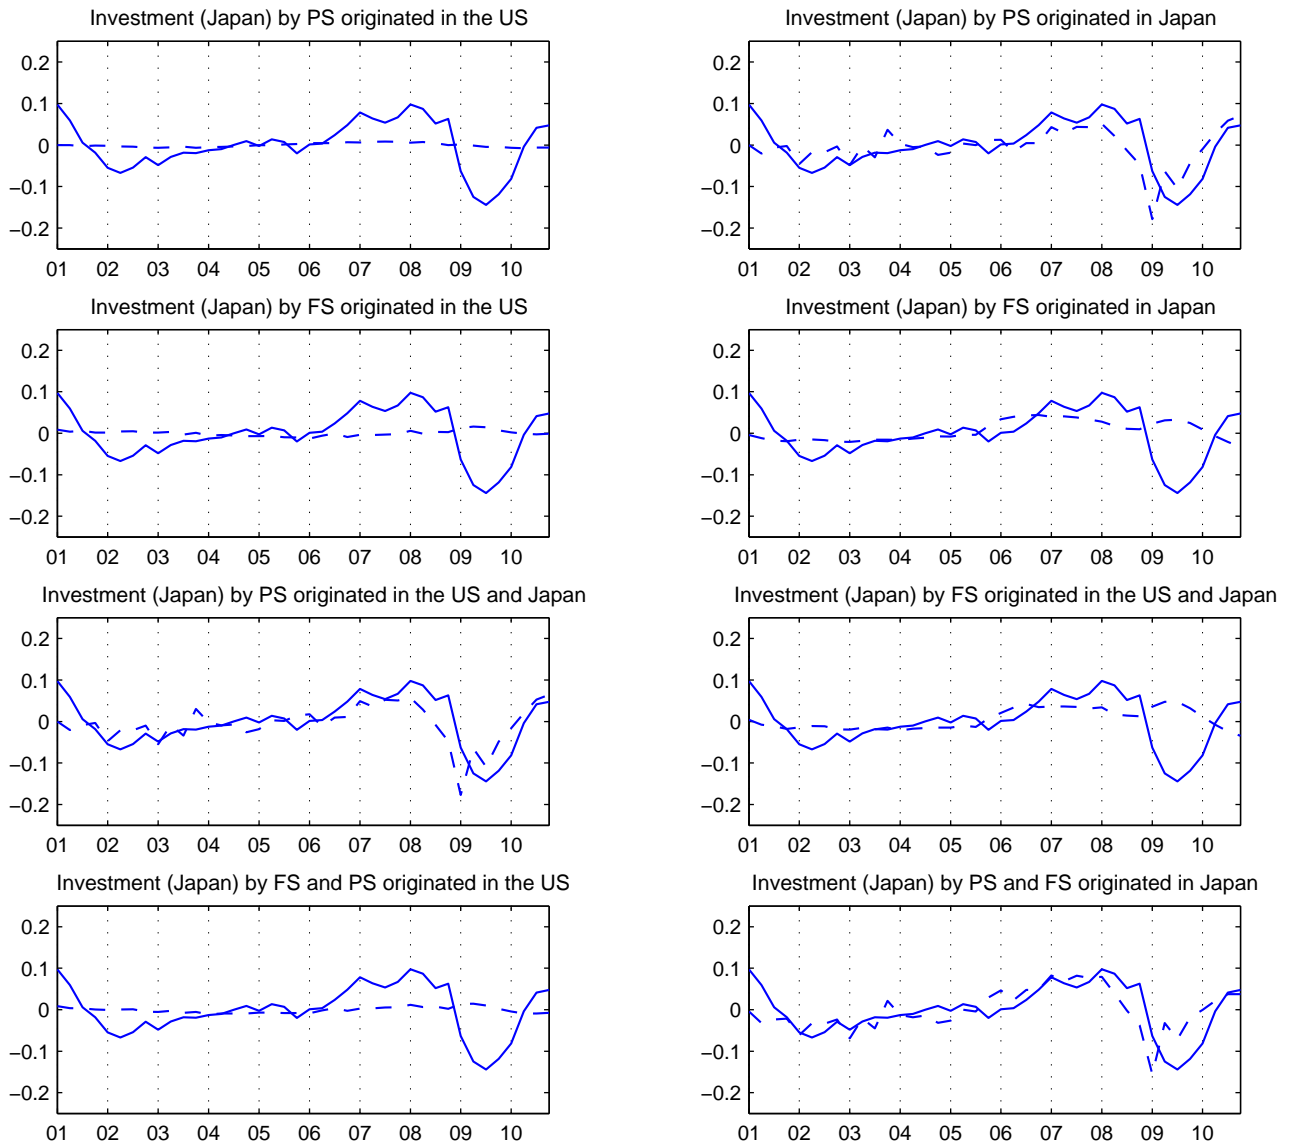 Investment (Japan) by PS originated in the US
0.2
0.1
0
−0.1
−0.2
01 02 03 04 05 06 07 08 09 10
Investment (Japan) by PS originated in Japan
0.2
0.1
0
−0.1
−0.2
01 02 03 04 05 06 07 08 09 10
Investment (Japan) by FS originated in the US
0.2
0.1
0
−0.1
−0.2
01 02 03 04 05 06 07 08 09 10
Investment (Japan) by FS originated in Japan
0.2
0.1
0
−0.1
−0.2
01 02 03 04 05 06 07 08 09 10
Investment (Japan) by PS originated in the US and Japan
0.2
0.1
0
−0.1
−0.2
01 02 03 04 05 06 07 08 09 10
Investment (Japan) by FS originated in the US and Japan
0.2
0.1
0
−0.1
−0.2
01 02 03 04 05 06 07 08 09 10
Investment (Japan) by FS and PS originated in the US
0.2
0.1
0
−0.1
−0.2
01 02 03 04 05 06 07 08 09 10
Investment (Japan) by PS and FS originated in Japan
0.2
0.1
0
−0.1
−0.2
01 02 03 04 05 06 07 08 09 10